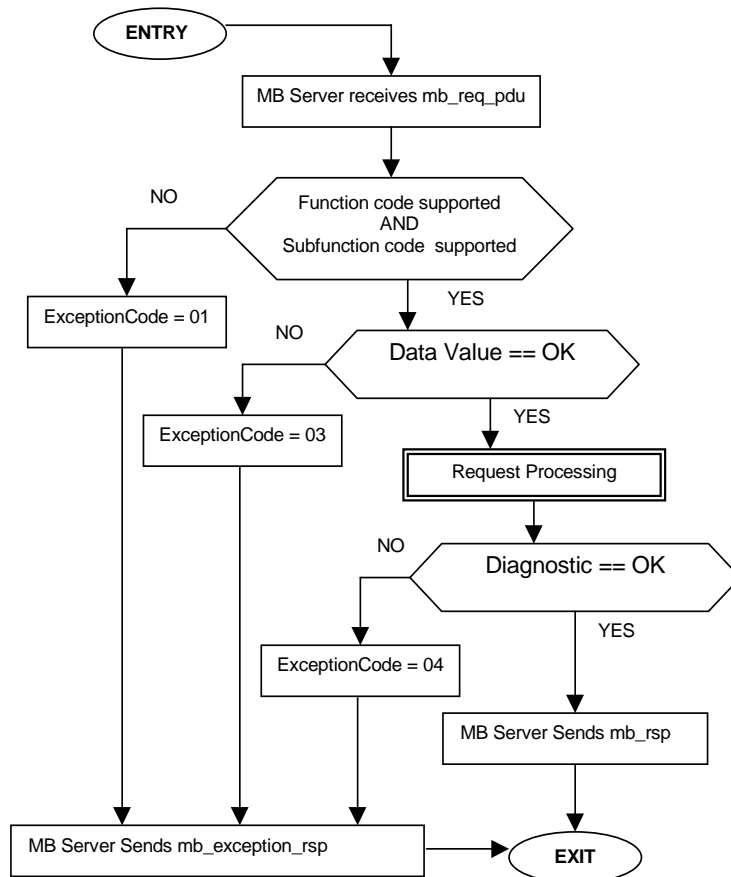 ENTRY
MB Server receives mb_req_pdu
NO
Function code supported
AND
Subfunction code supported
YES
ExceptionCode = 01
NO
Data Value == OK
YES
ExceptionCode = 03
Request Processing
NO
Diagnostic == OK
YES
ExceptionCode = 04
MB Server Sends mb_rsp
MB Server Sends mb_exception_rsp
EXIT